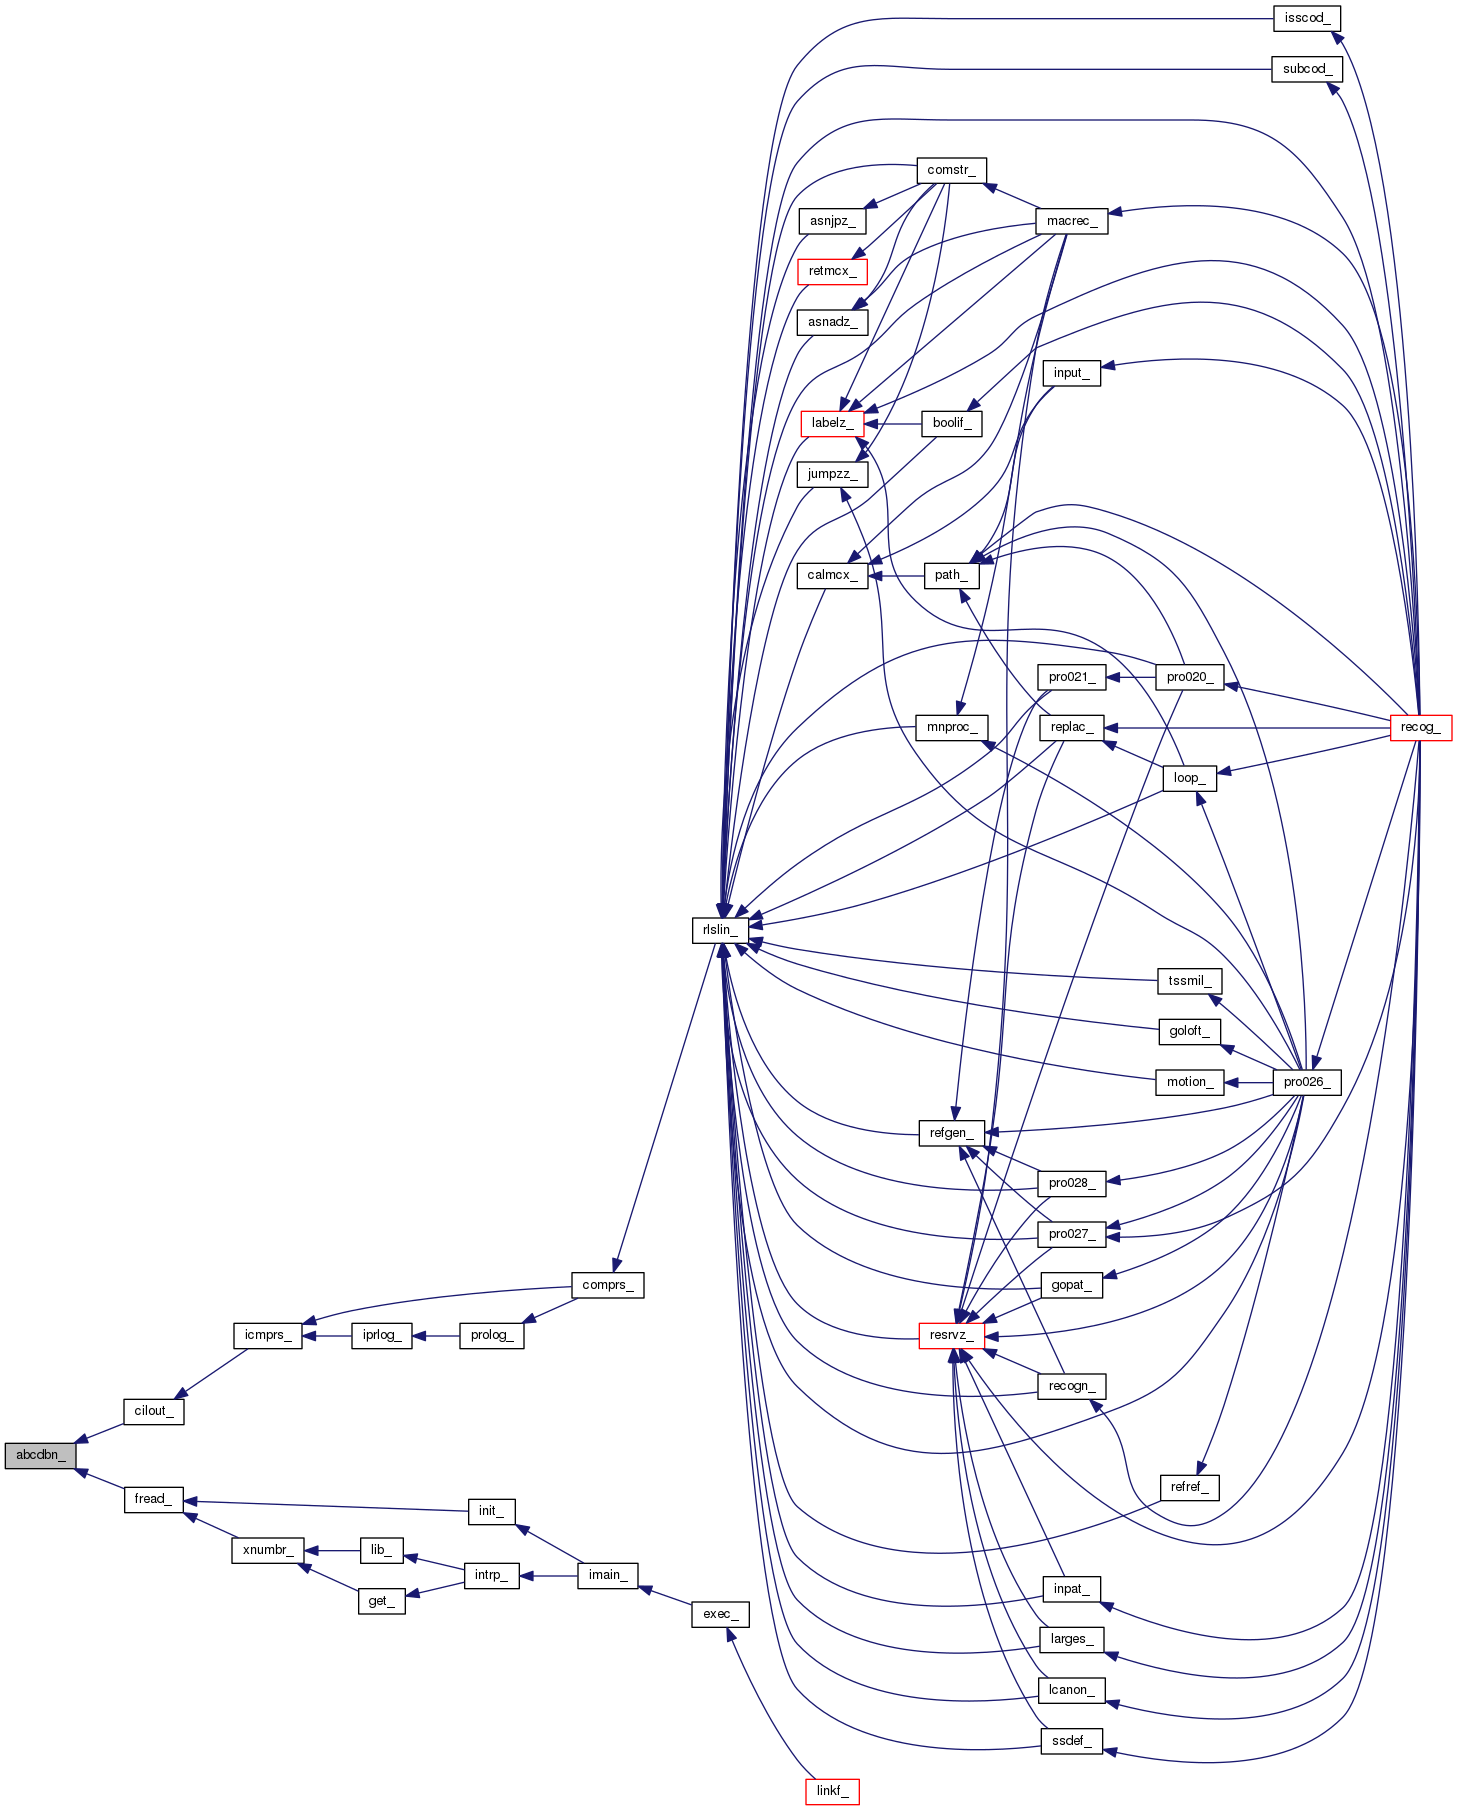 isscod_
subcod_
comstr_
asnjpz_
macrec_
retmcx_
asnadz_
input_
labelz_
boolif_
jumpzz_
calmcx_
path_
pro021_
pro020_
mnproc_
replac_
recog_
loop_
rlslin_
tssmil_
goloft_
motion_
pro026_
refgen_
pro028_
pro027_
comprs_
gopat_
icmprs_
iprlog_
prolog_
resrvz_
recogn_
cilout_
abcdbn_
refref_
fread_
init_
xnumbr_
lib_
intrp_
imain_
inpat_
get_
exec_
larges_
lcanon_
ssdef_
linkf_